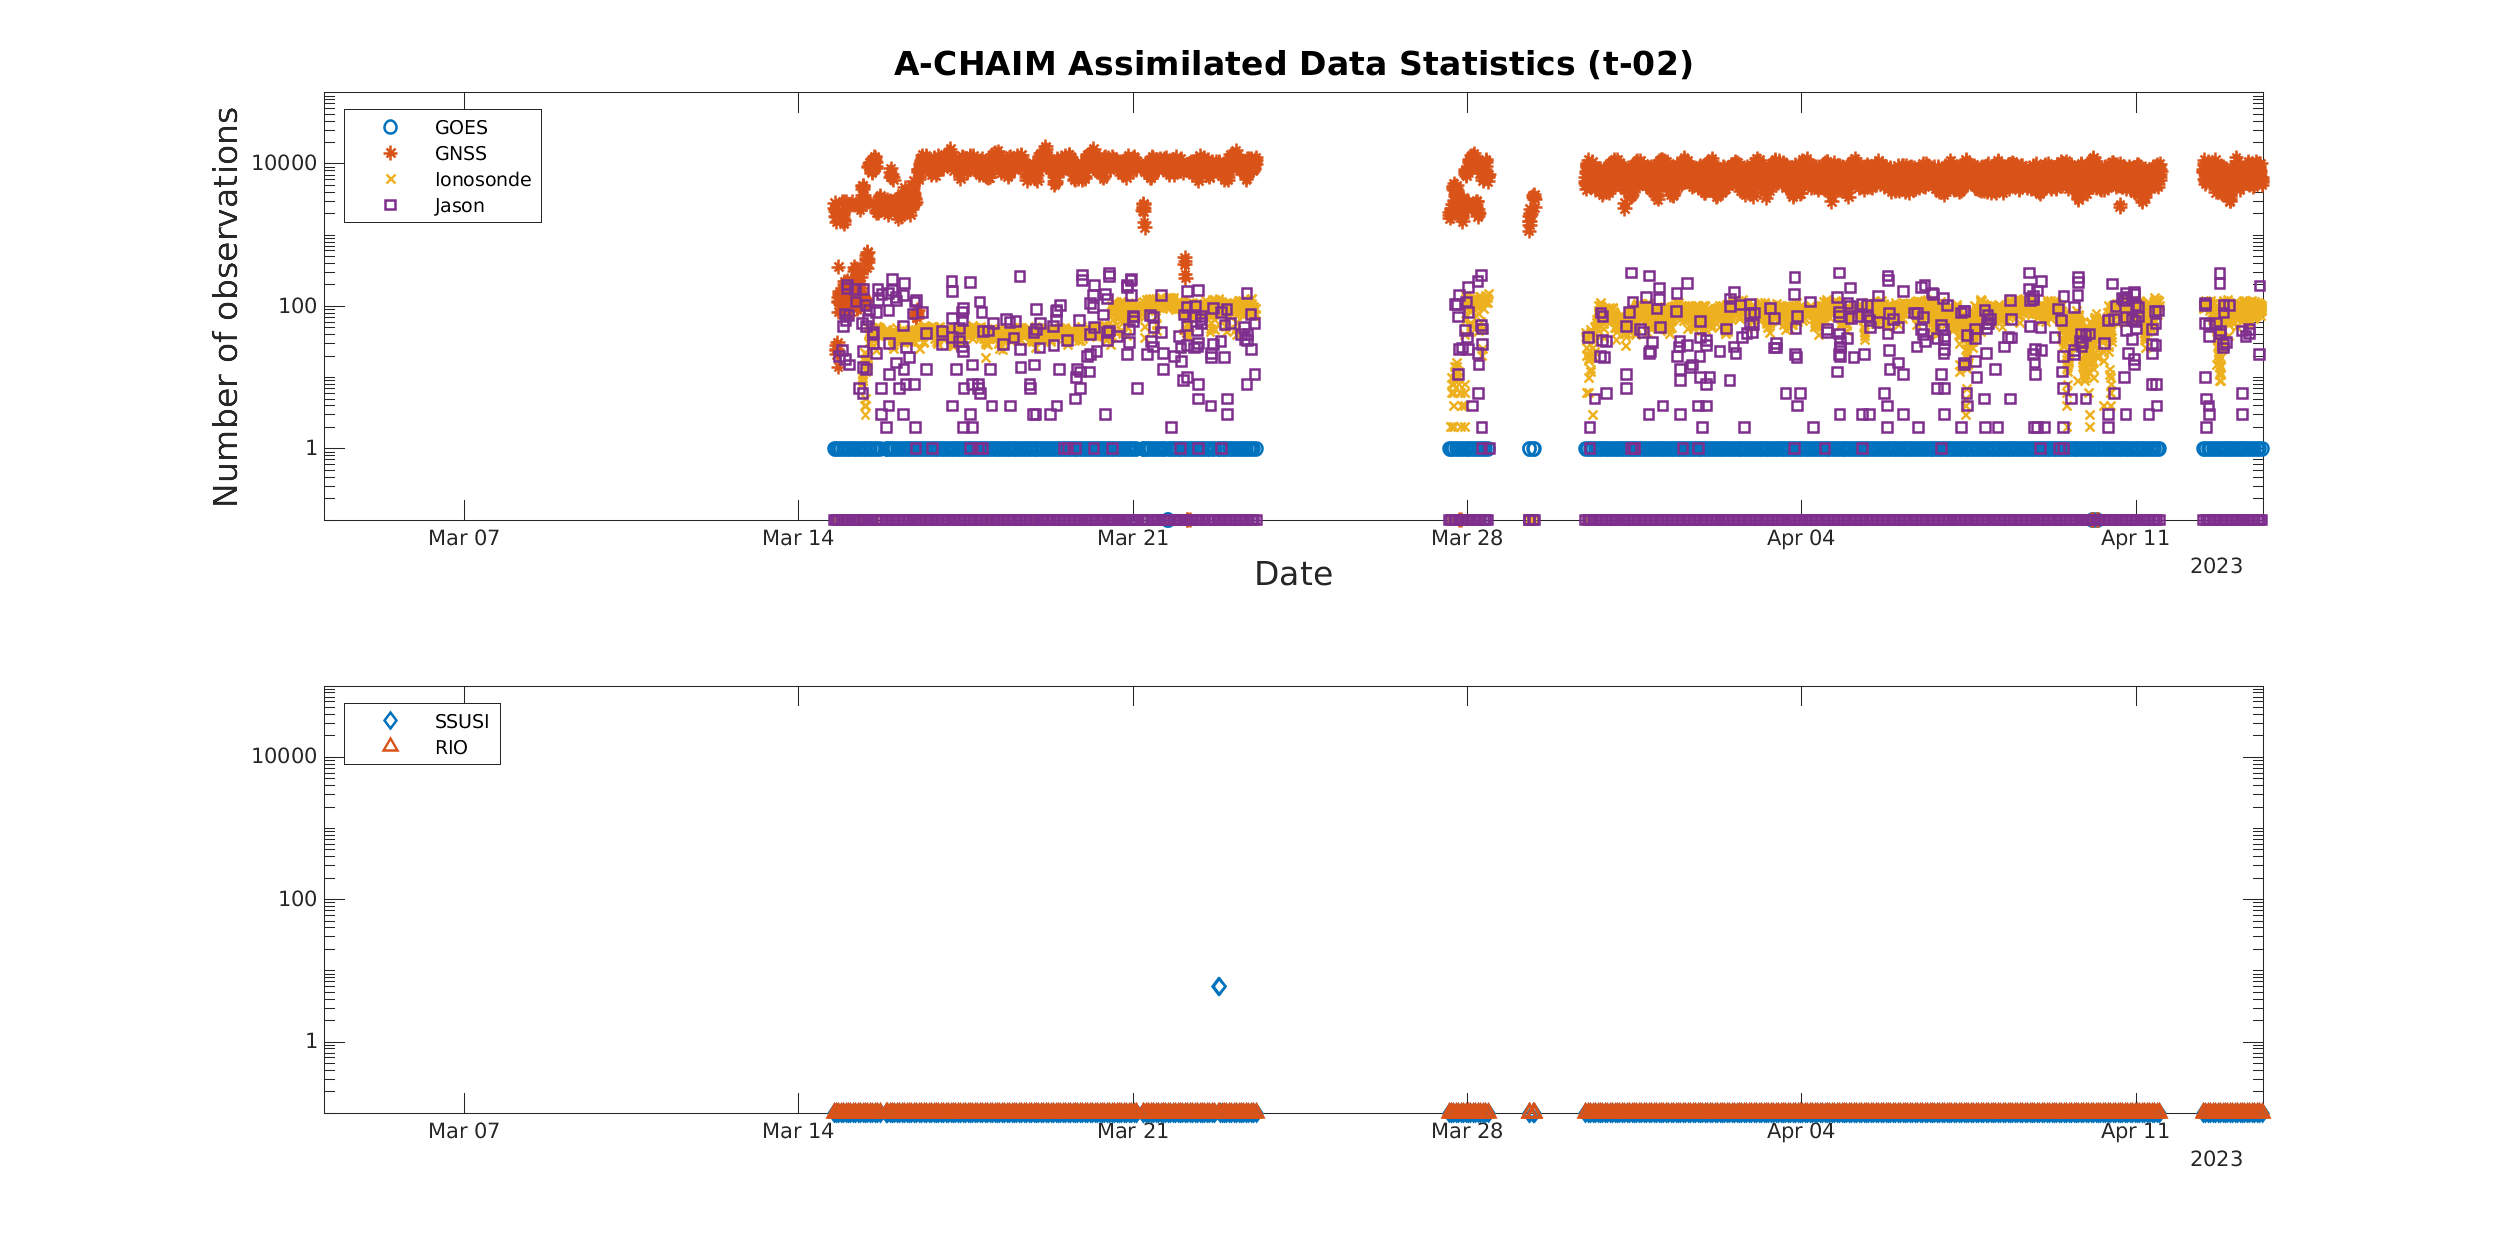 A-CHAIM Assimilated Data Statistics (t-02)
Number of observations
10000
100
1
GOES
GNSS
Ionosonde
Jason
Mar 07
Mar 14
Mar 21
Mar 28
Apr 04
Apr 11
2023
Date
10000
100
1
SSUSI
RIO
Mar 07
Mar 14
Mar 21
Mar 28
Apr 04
Apr 11
2023